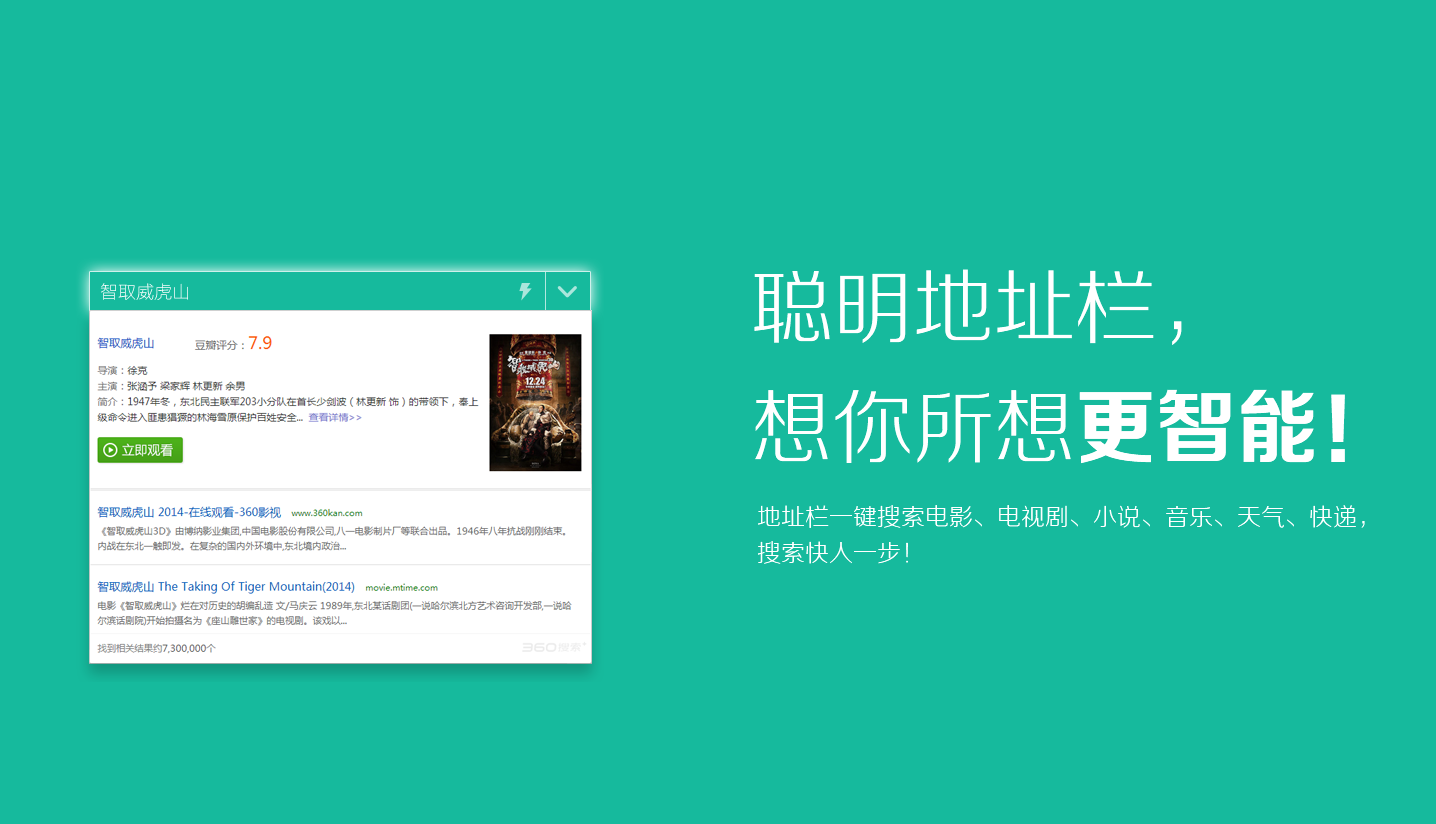 智取威虎山
智取威虎山 豆瓣评分：7.9
导演：徐克
主演：张涵予 梁家辉 林更新 余男
简介：1947年冬，东北民主联军203小分队在首长少剑波（林更新 饰）的带领下，奉上
级命令进入匪患猖獗的林海雪原保护百姓安全... 查看详情>>
立即观看
智取威虎山
12.24
智取威虎山 2014-在线观看-360影视 www.360kan.com
《智取威虎山3D》由博纳影业集团,中国电影股份有限公司,八一电影制片厂等联合出品。1946年八年抗战刚刚结束。
内战在东北一触即发。在复杂的国内外环境中,东北境内政治...
智取威虎山 The Taking Of Tiger Mountain(2014) movie.mtime.com
电影《智取威虎山》烂在对历史的胡编乱造 文/马庆云 1989年,东北某话剧团(一说哈尔滨北方艺术咨询开发部,一说哈
尔滨话剧院)开始拍摄名为《座山雕世家》的电视剧。该戏以...
找到相关结果约7,300,000个
360搜索+
聪明地址栏，
想你所想更智能！
地址栏一键搜索电影、电视剧、小说、音乐、天气、快递，
搜索快人一步！